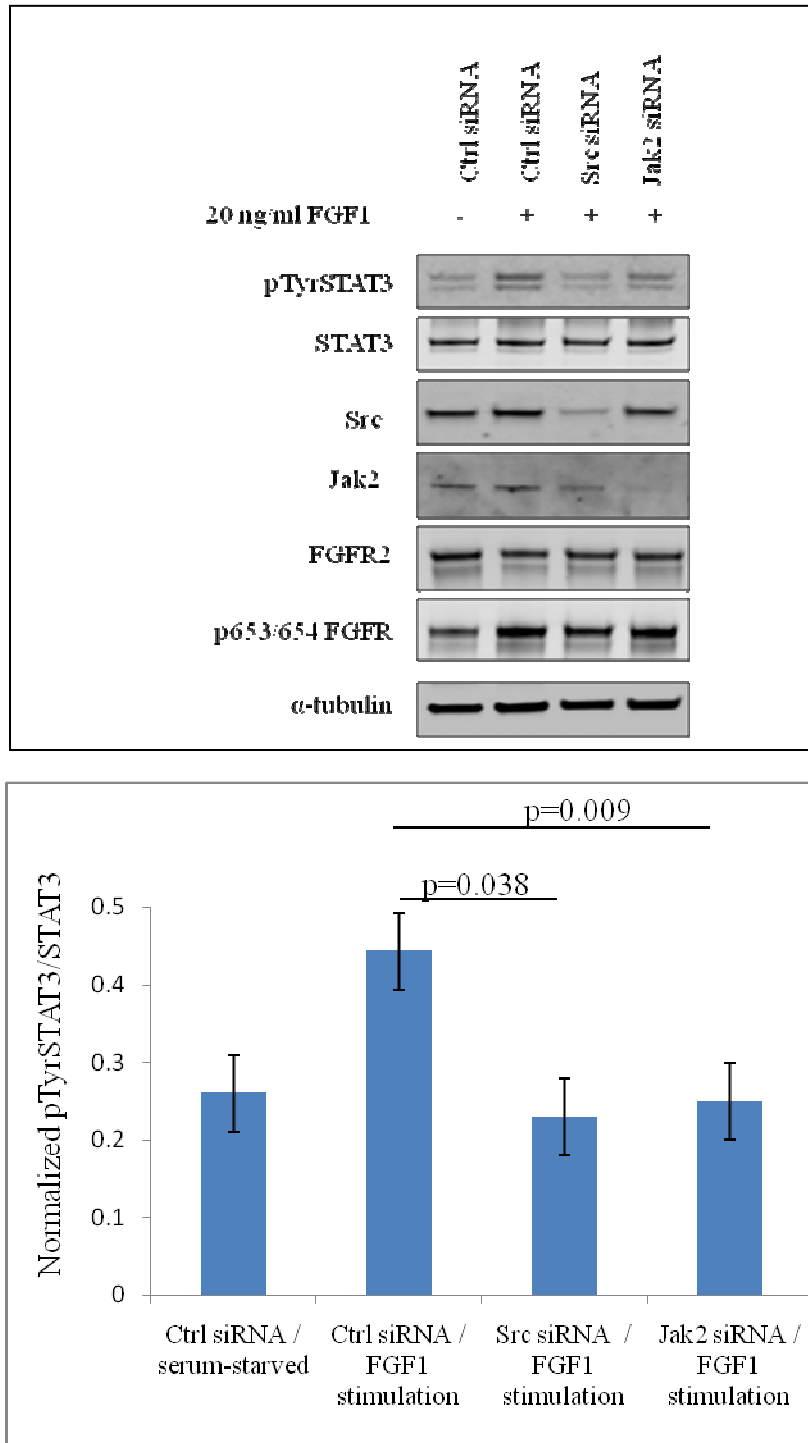 Ctrl siRNA
Ctrl siRNA
Src siRNA
Jak2 siRNA
20 ng/ml FGF1 - + + +
pTyrSTAT3
STAT3
Src
Jak2
FGFR2
p653/654 FGFR
α-tubulin
p=0.009
p=0.038
Normalized pTyrSTAT3/STAT3
0.5
0.4
0.3
0.2
0.1
0
Ctrl siRNA /
serum-starved
Ctrl siRNA /
FGF1
stimulation
Src siRNA /
FGF1
stimulation
Jak2 siRNA /
FGF1
stimulation